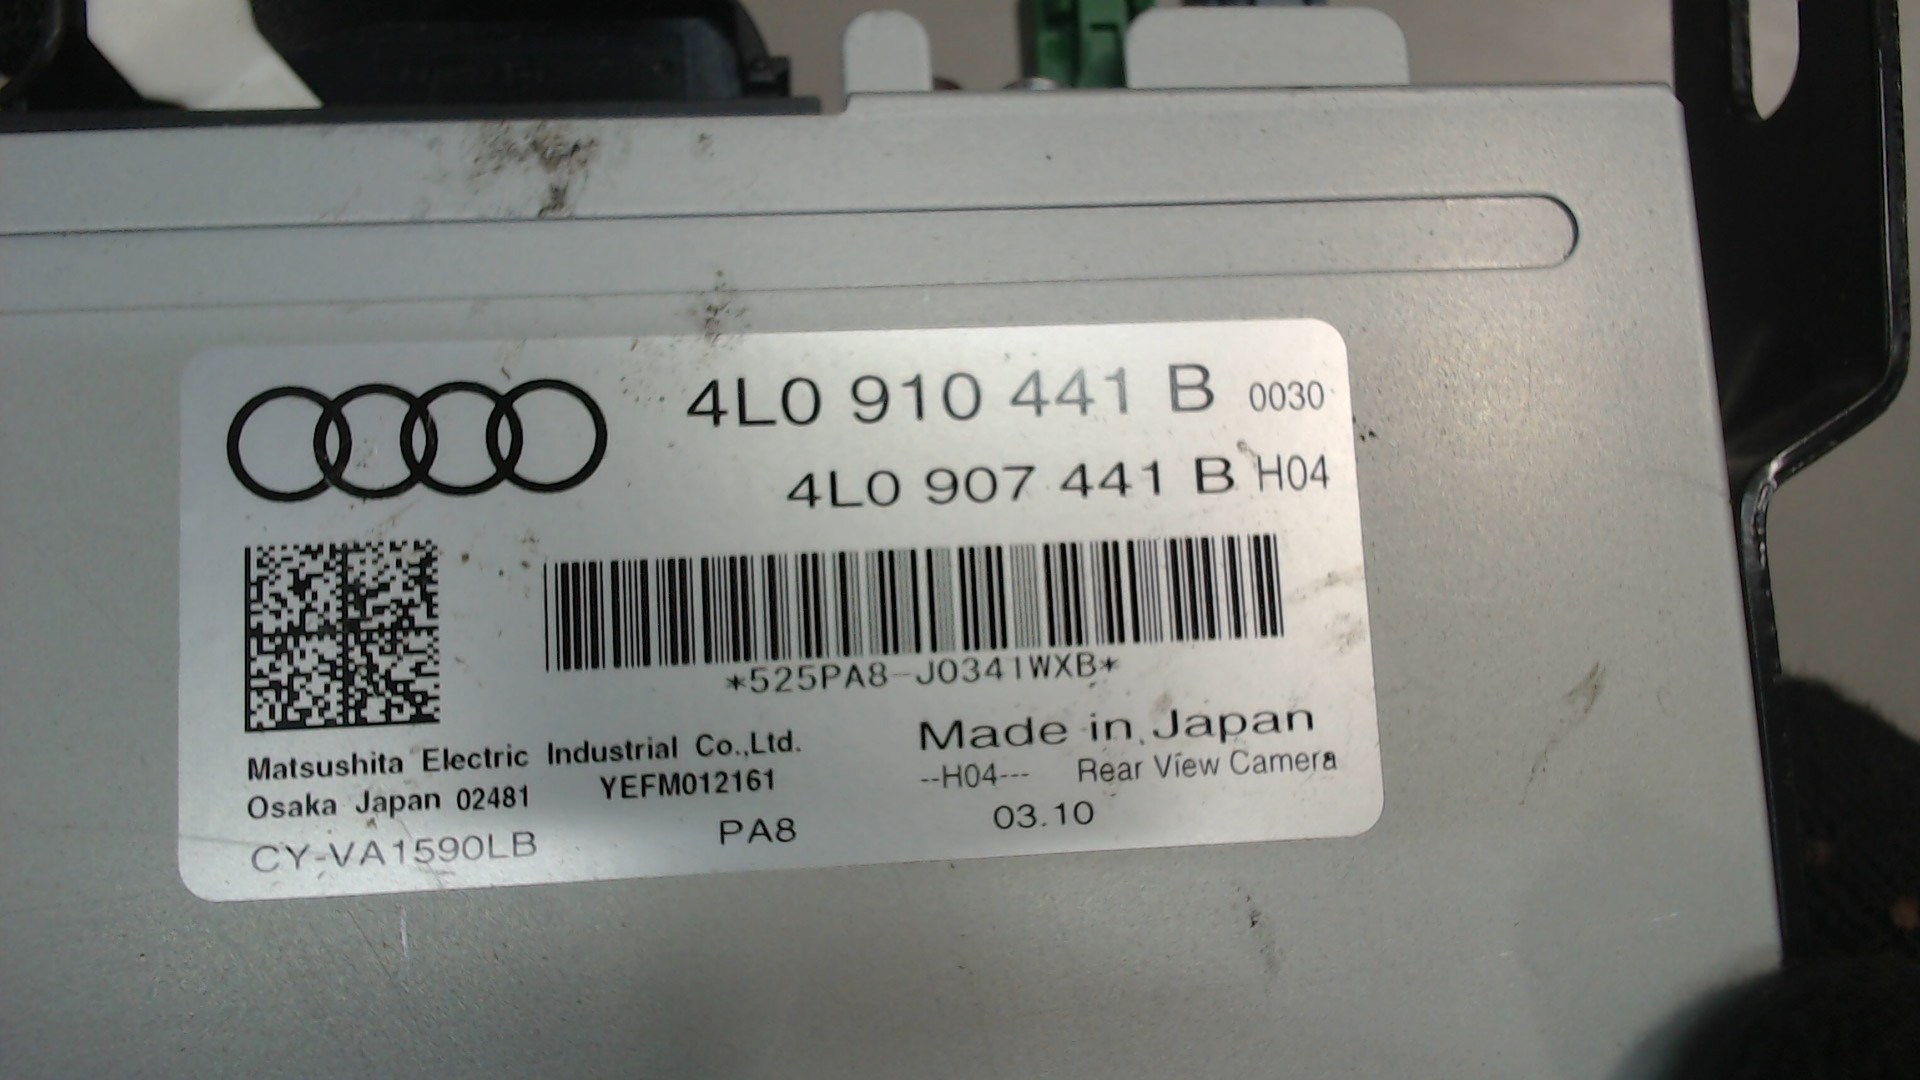 4L0 910 441 B 0030
4L0 907 441 B H04
*525PA8-J034IWXB*
Matsushita Electric Industrial Co.,Ltd.
Made in Japan
Osaka Japan 02481 YEFM012161
--H04--- Rear View Camera
CY-VA1590LB PA8 03.10